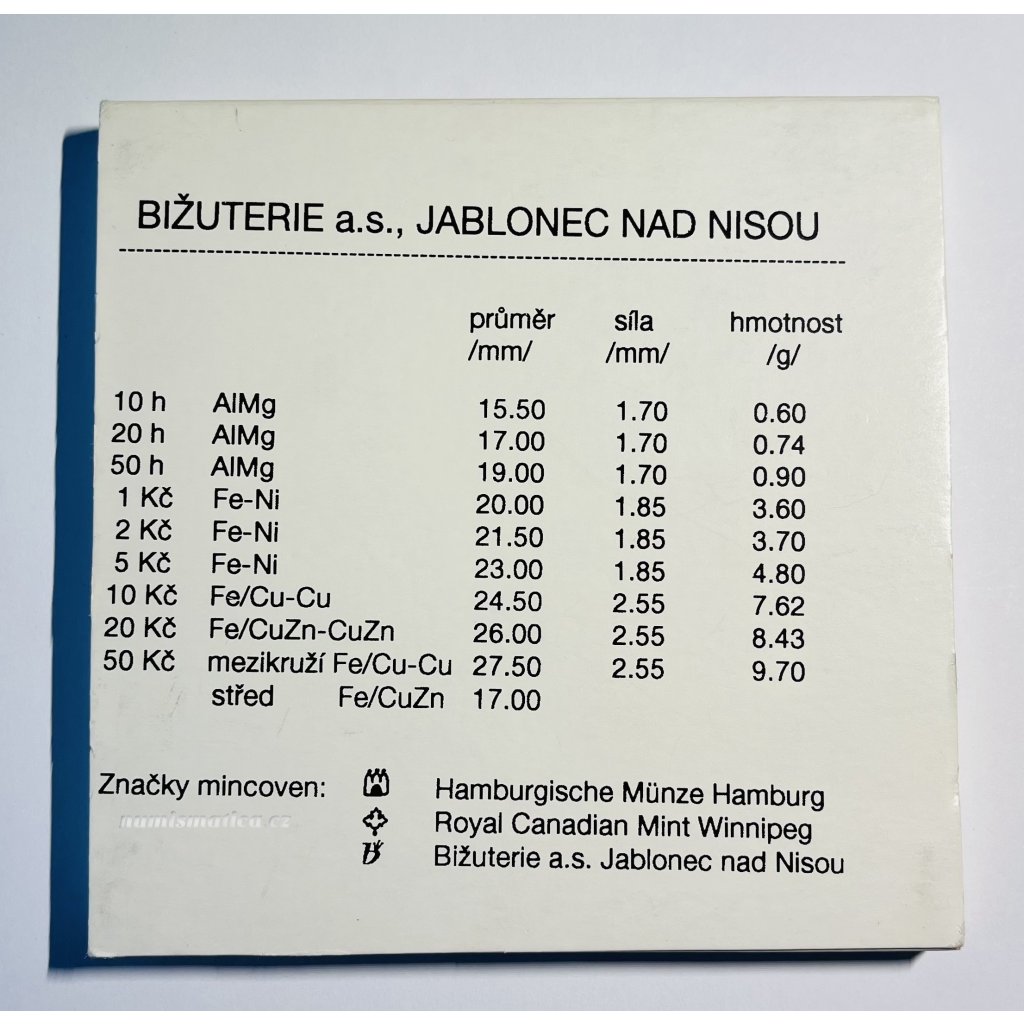 BIŽUTERIE a.s., JABLONEC NAD NISOU
průměr síla hmotnost
/mm/ /mm/ /g/
10 h AlMg 15.50 1.70 0.60
20 h AlMg 17.00 1.70 0.74
50 h AlMg 19.00 1.70 0.90
1 Kč Fe-Ni 20.00 1.85 3.60
2 Kč Fe-Ni 21.50 1.85 3.70
5 Kč Fe-Ni 23.00 1.85 4.80
10 Kč Fe/Cu-Cu 24.50 2.55 7.62
20 Kč Fe/CuZn-CuZn 26.00 2.55 8.43
50 Kč mezikruží Fe/Cu-Cu 27.50 2.55 9.70
střed Fe/CuZn 17.00
Značky mincoven: Hamburgische Münze Hamburg
numismatica cz
Royal Canadian Mint Winnipeg
Bižuterie a.s. Jablonec nad Nisou